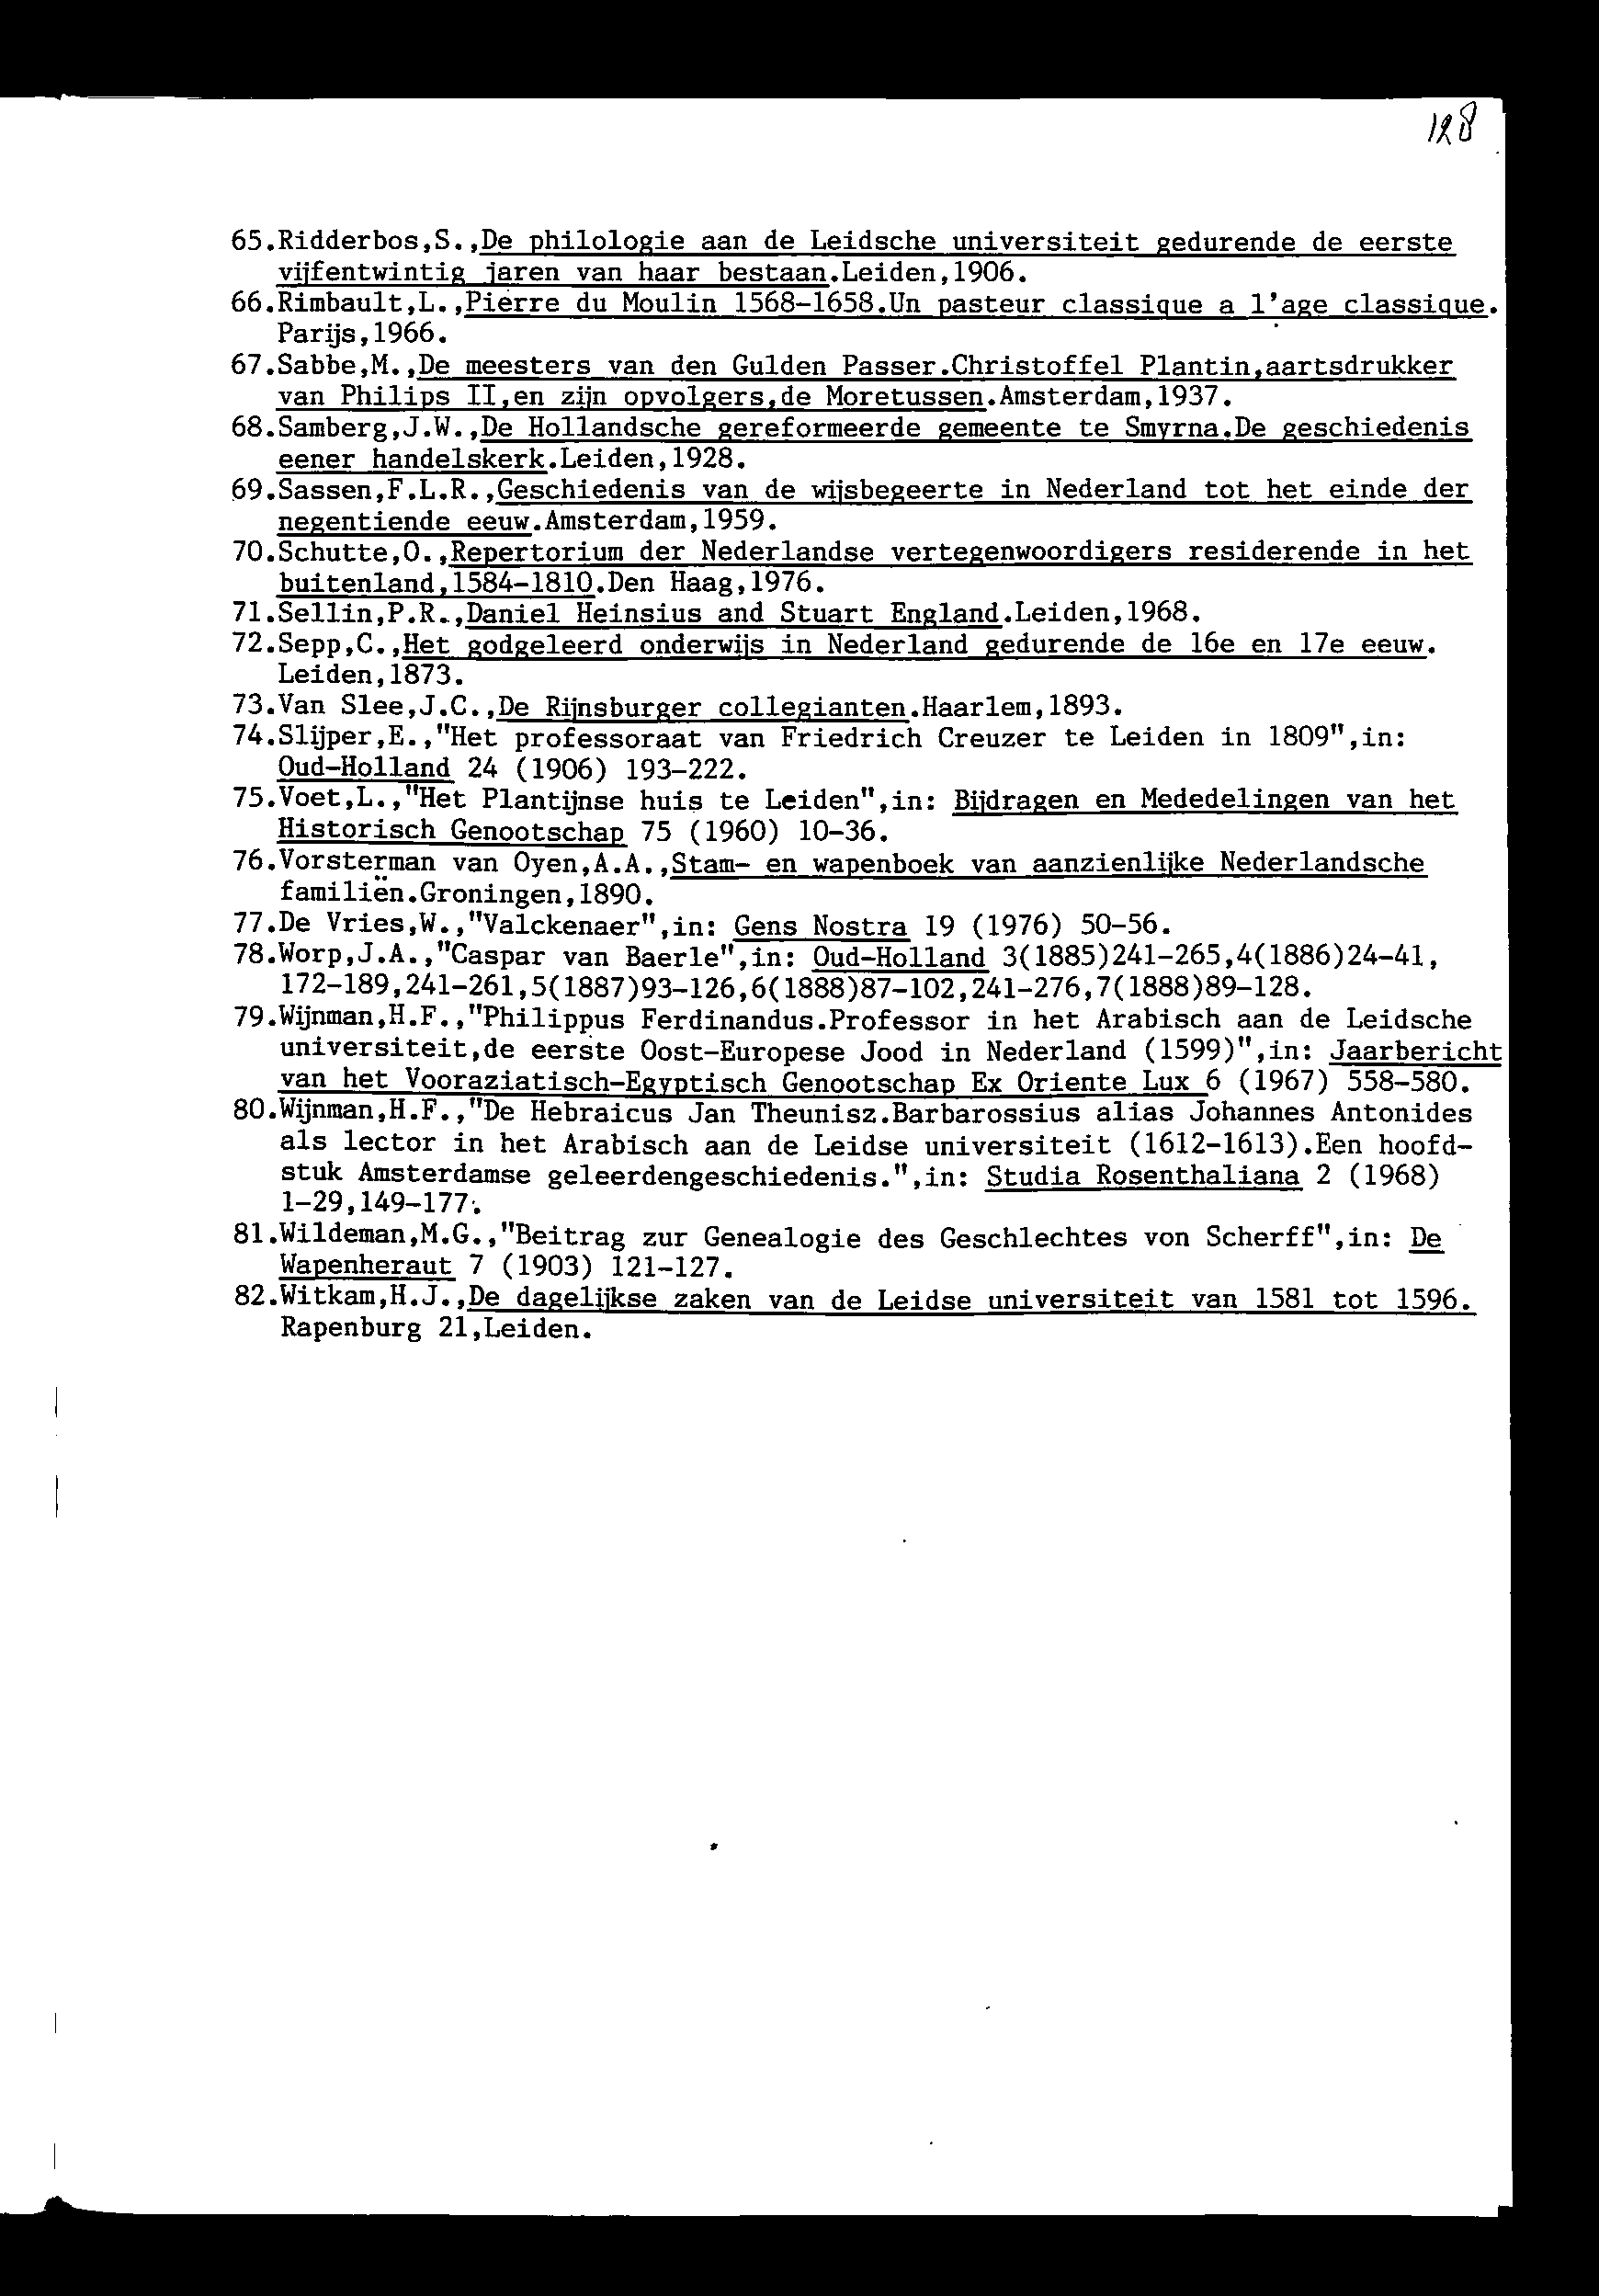 128
65.Ridderbos,S.,De philologie aan de Leidsche universiteit gedurende de eerste
vijfentwintig jaren van haar bestaan.Leiden,1906.
66.Rimbault,L.,Pierre du Moulin 1568-1658.Un pasteur classique a l'age classique.
Parijs,1966.
67.Sabbe,M.,De meesters van den Gulden Passer.Christoffel Plantin,aartsdrukker
van Philips II,en zijn opvolgers,de Moretussen.Amsterdam,1937.
68.Samberg,J.W.,De Hollandsche gereformeerde gemeente te Smyrna.De geschiedenis
eener handelskerk.Leiden,1928.
69.Sassen,F.L.R.,Geschiedenis van de wijsbegeerte in Nederland tot het einde der
negentiende eeuw.Amsterdam,1959.
70.Schutte,O.,Repertorium der Nederlandse vertegenwoordigers residerende in het
buitenland,1584-1810.Den Haag,1976.
71.Sellin,P.R.,Daniel Heinsius and Stuart England.Leiden,1968.
72.Sepp,C.,Het godgeleerd onderwijs in Nederland gedurende de 16e en 17e eeuw.
Leiden,1873.
73.Van Slee,J.C.,De Rijnsburger collegianten.Haarlem,1893.
74.Slijper,E.,"Het professoraat van Friedrich Creuzer te Leiden in 1809",in:
Oud-Holland 24 (1906) 193-222.
75.Voet,L.,"Het Plantijnse huis te Leiden",in: Bijdragen en Mededelingen van het
Historisch Genootschap 75 (1960) 10-36.
76.Vorsterman van Oyen,A.A.,Stam- en wapenboek van aanzienlijke Nederlandsche
familiën.Groningen,1890.
77.De Vries,W.,"Valckenaer",in: Gens Nostra 19 (1976) 50-56.
78.Worp,J.A.,"Caspar van Baerle",in: Oud-Holland 3(1885)241-265,4(1886)24-41,
172-189,241-261,5(1887)93-126,6(1888)87-102,241-276,7(1888)89-128.
79.Wijnman,H.F.,"Philippus Ferdinandus.Professor in het Arabisch aan de Leidsche
universiteit,de eerste Oost-Europese Jood in Nederland (1599)",in: Jaarbericht
van het Vooraziatisch-Egyptisch Genootschap Ex Oriente Lux 6 (1967) 558-580.
80.Wijnman,H.F.,"De Hebraicus Jan Theunisz.Barbarossius alias Johannes Antonides
als lector in het Arabisch aan de Leidse universiteit (1612-1613).Een hoofd-
stuk Amsterdamse geleerdengeschiedenis.",in: Studia Rosenthaliana 2 (1968)
1-29,149-177.
81.Wildeman,M.G.,"Beitrag zur Genealogie des Geschlechtes von Scherff",in: De
Wapenheraut 7 (1903) 121-127.
82.Witkam,H.J.,De dagelijkse zaken van de Leidse universiteit van 1581 tot 1596.
Rapenburg 21,Leiden.